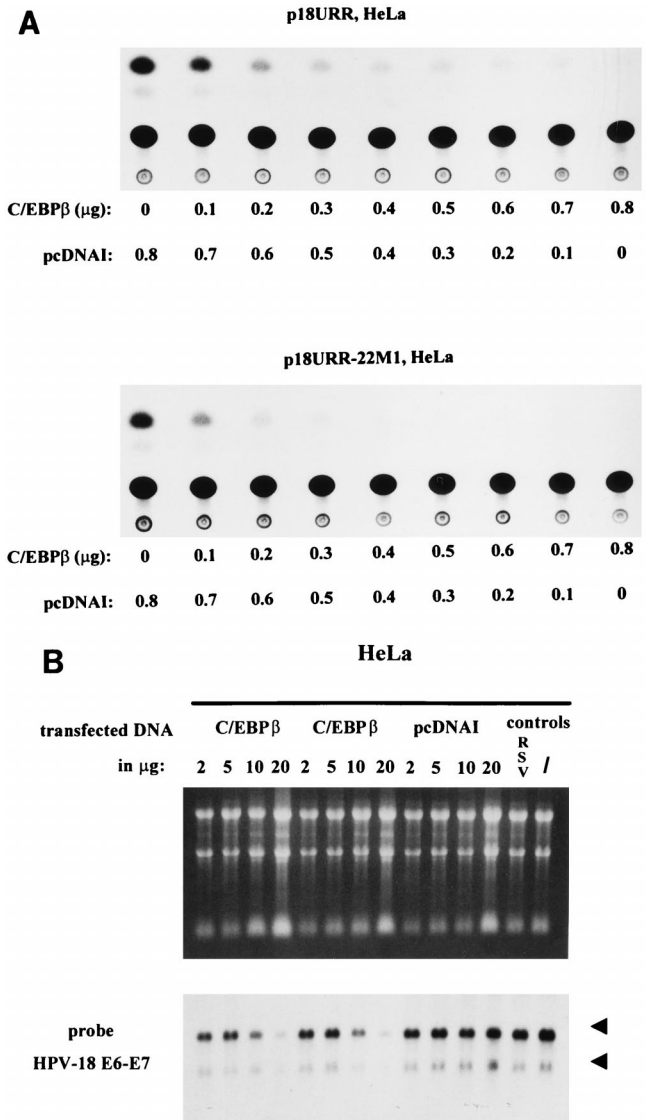 A
p18URR, HeLa
C/EBPβ (µg): 0 0.1 0.2 0.3 0.4 0.5 0.6 0.7 0.8
pcDNAI: 0.8 0.7 0.6 0.5 0.4 0.3 0.2 0.1 0
p18URR-22M1, HeLa
C/EBPβ (µg): 0 0.1 0.2 0.3 0.4 0.5 0.6 0.7 0.8
pcDNAI: 0.8 0.7 0.6 0.5 0.4 0.3 0.2 0.1 0
B
HeLa
transfected DNA C/EBPβ C/EBPβ pcDNAI controls
in µg: 2 5 10 20 2 5 10 20 2 5 10 20 RSV /
probe
HPV-18 E6-E7